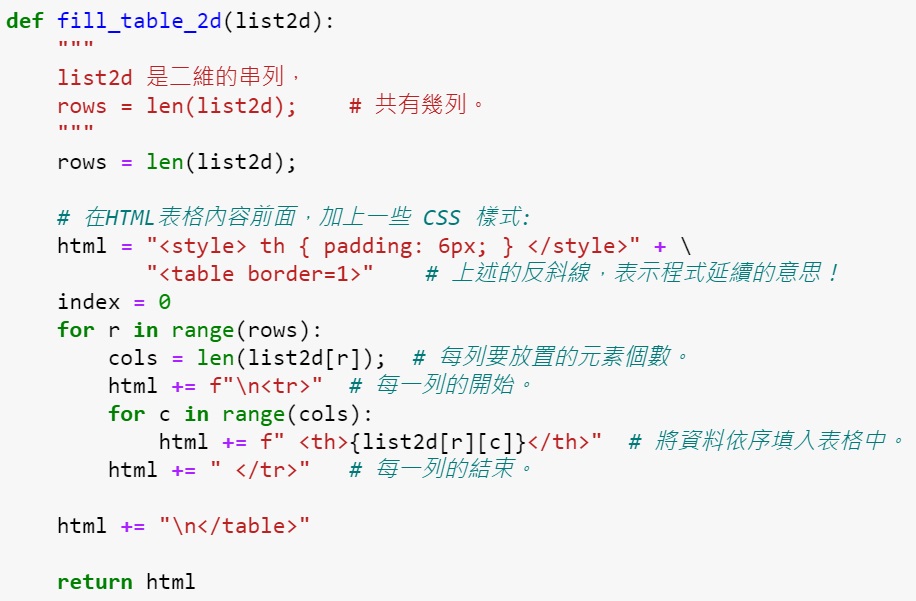 def fill_table_2d(list2d):
    """
    list2d 是二維的串列，
    rows = len(list2d);    # 共有幾列。
    """
    rows = len(list2d);
    # 在HTML表格內容前面，加上一些 CSS 樣式:
    html = "<style> th { padding: 6px; } </style>" + \
           "<table border=1>"    # 上述的反斜線，表示程式延續的意思！
    index = 0
    for r in range(rows):
        cols = len(list2d[r]);  # 每列要放置的元素個數。
        html += f"\n<tr>"  # 每一列的開始。
        for c in range(cols):
            html += f" <th>{list2d[r][c]}</th>"  # 將資料依序填入表格中。
        html += " </tr>"   # 每一列的結束。
    html += "\n</table>"
    return html